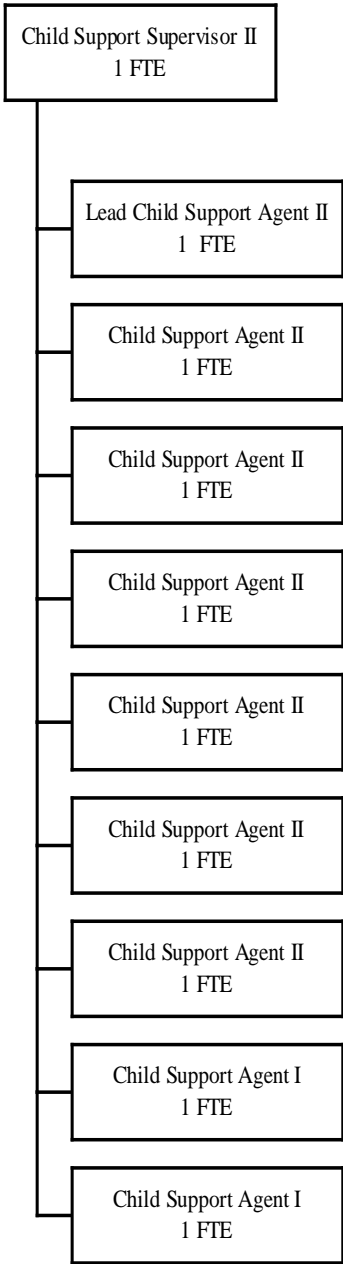 Child Support Supervisor II
1 FTE
Lead Child Support Agent II
1 FTE
Child Support Agent II
1 FTE
Child Support Agent II
1 FTE
Child Support Agent II
1 FTE
Child Support Agent II
1 FTE
Child Support Agent II
1 FTE
Child Support Agent II
1 FTE
Child Support Agent I
1 FTE
Child Support Agent I
1 FTE